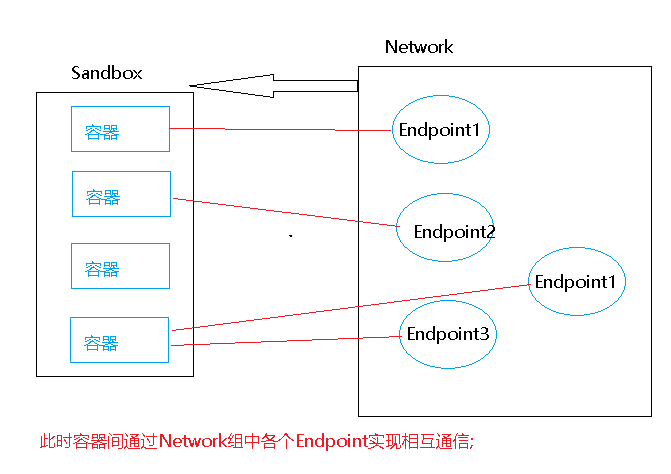 Network
Sandbox
容器
Endpoint1
容器
Endpoint2
容器
Endpoint1
容器
Endpoint3
此时容器间通过Network组中各个Endpoint实现相互通信;